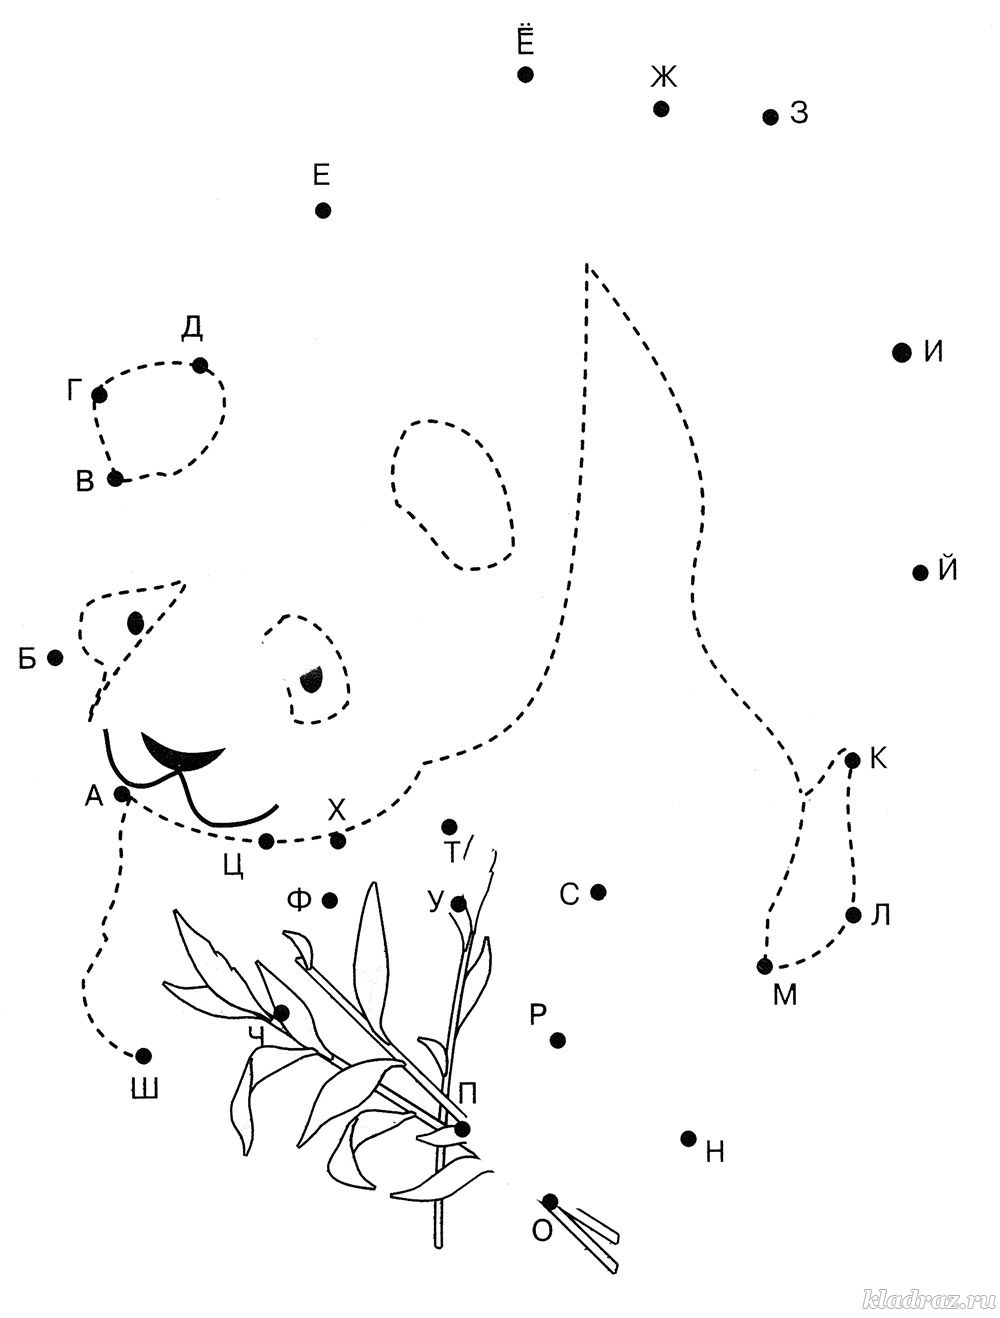 Ё
Ж
З
Е
Д
И
Г
В
Й
Б
К
А
Х
Т
Ц
Ф
У
С
Л
М
Р
Ч
Ш
П
Н
О
kladraz.ru